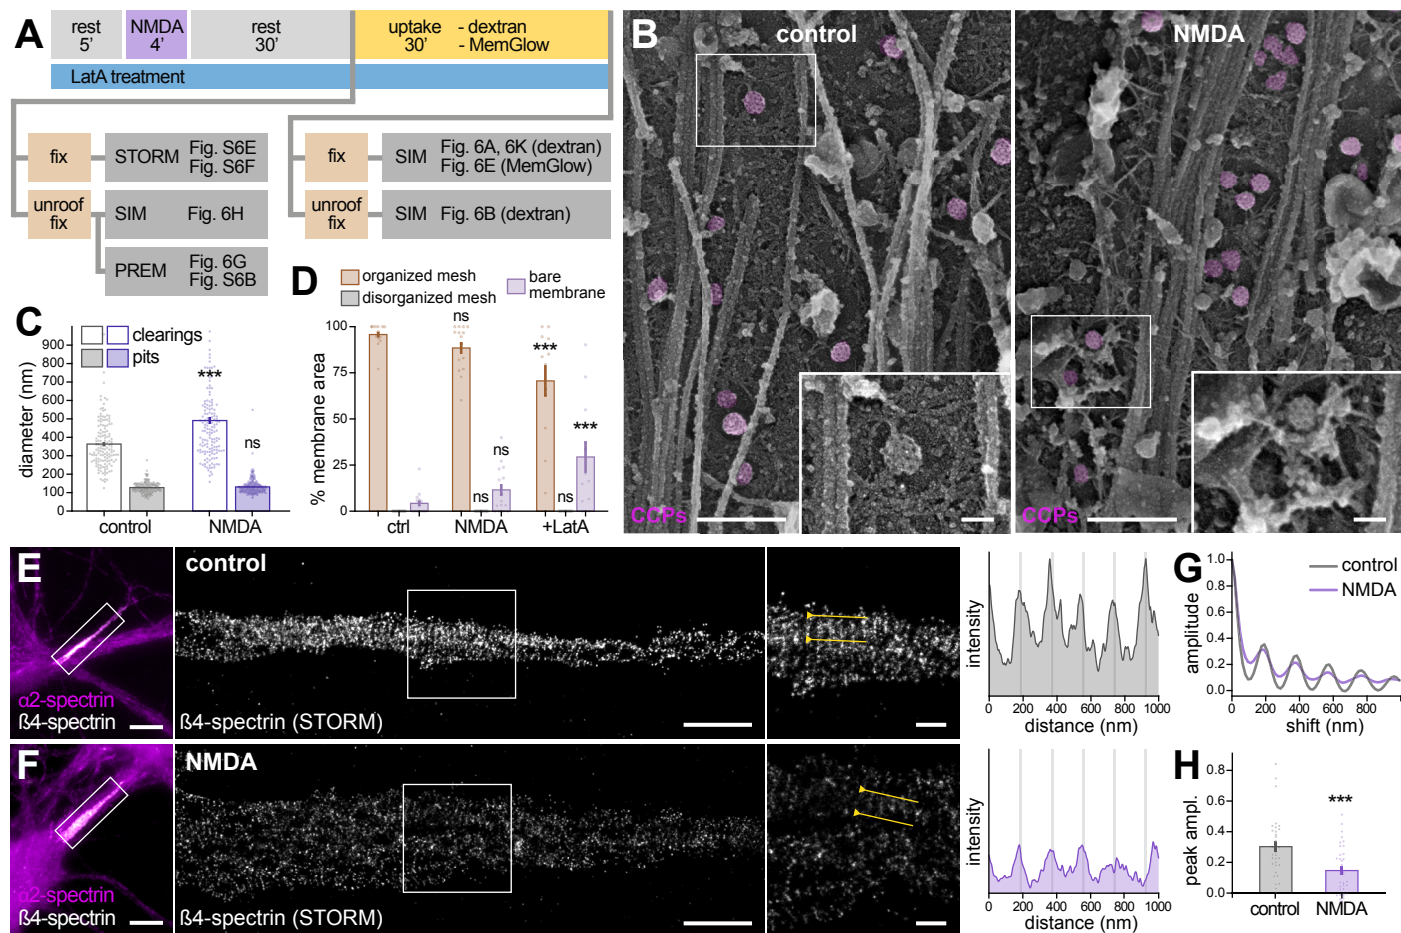 A
rest
5’
NMDA
4’
rest
30’
uptake
30’
- dextran
- MemGlow
LatA treatment
fix
STORM
Fig. S6E
Fig. S6F
unroof
fix
SIM
Fig. 6H
PREM
Fig. 6G
Fig. S6B
fix
SIM
Fig. 6A, 6K (dextran)
Fig. 6E (MemGlow)
unroof
fix
SIM
Fig. 6B (dextran)
B
control
CCPs
NMDA
CCPs
C
clearings
pits
diameter (nm)
900
800
700
600
500
400
300
200
100
0
***
ns
control
NMDA
D
organized mesh
disorganized mesh
bare
membrane
% membrane area
100
75
50
25
0
ns
ns
ns
***
ns
***
ctrl
NMDA
+LatA
E
α2-spectrin
ß4-spectrin
control
ß4-spectrin (STORM)
intensity
0
200
400
600
800
1000
distance (nm)
F
α2-spectrin
ß4-spectrin
NMDA
ß4-spectrin (STORM)
intensity
0
200
400
600
800
1000
distance (nm)
G
control
NMDA
amplitude
1.0
0.8
0.6
0.4
0.2
0.0
0
200
400
600
800
shift (nm)
H
peak ampl.
0.8
0.6
0.4
0.2
0.0
***
control
NMDA